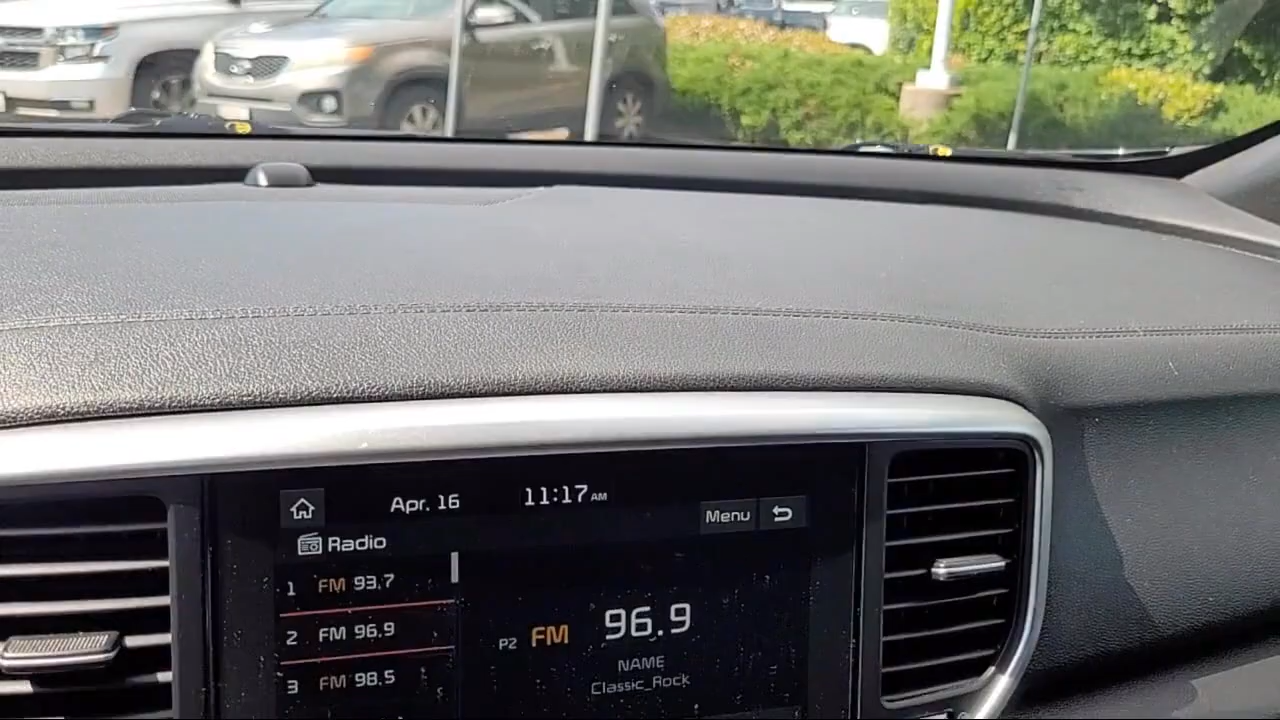 Apr. 16 11:17 AM
Menu
Radio
1 FM 93.7
2 FM 96.9
3 FM 98.5
P2 FM 96.9
NAME
Classic_Rock